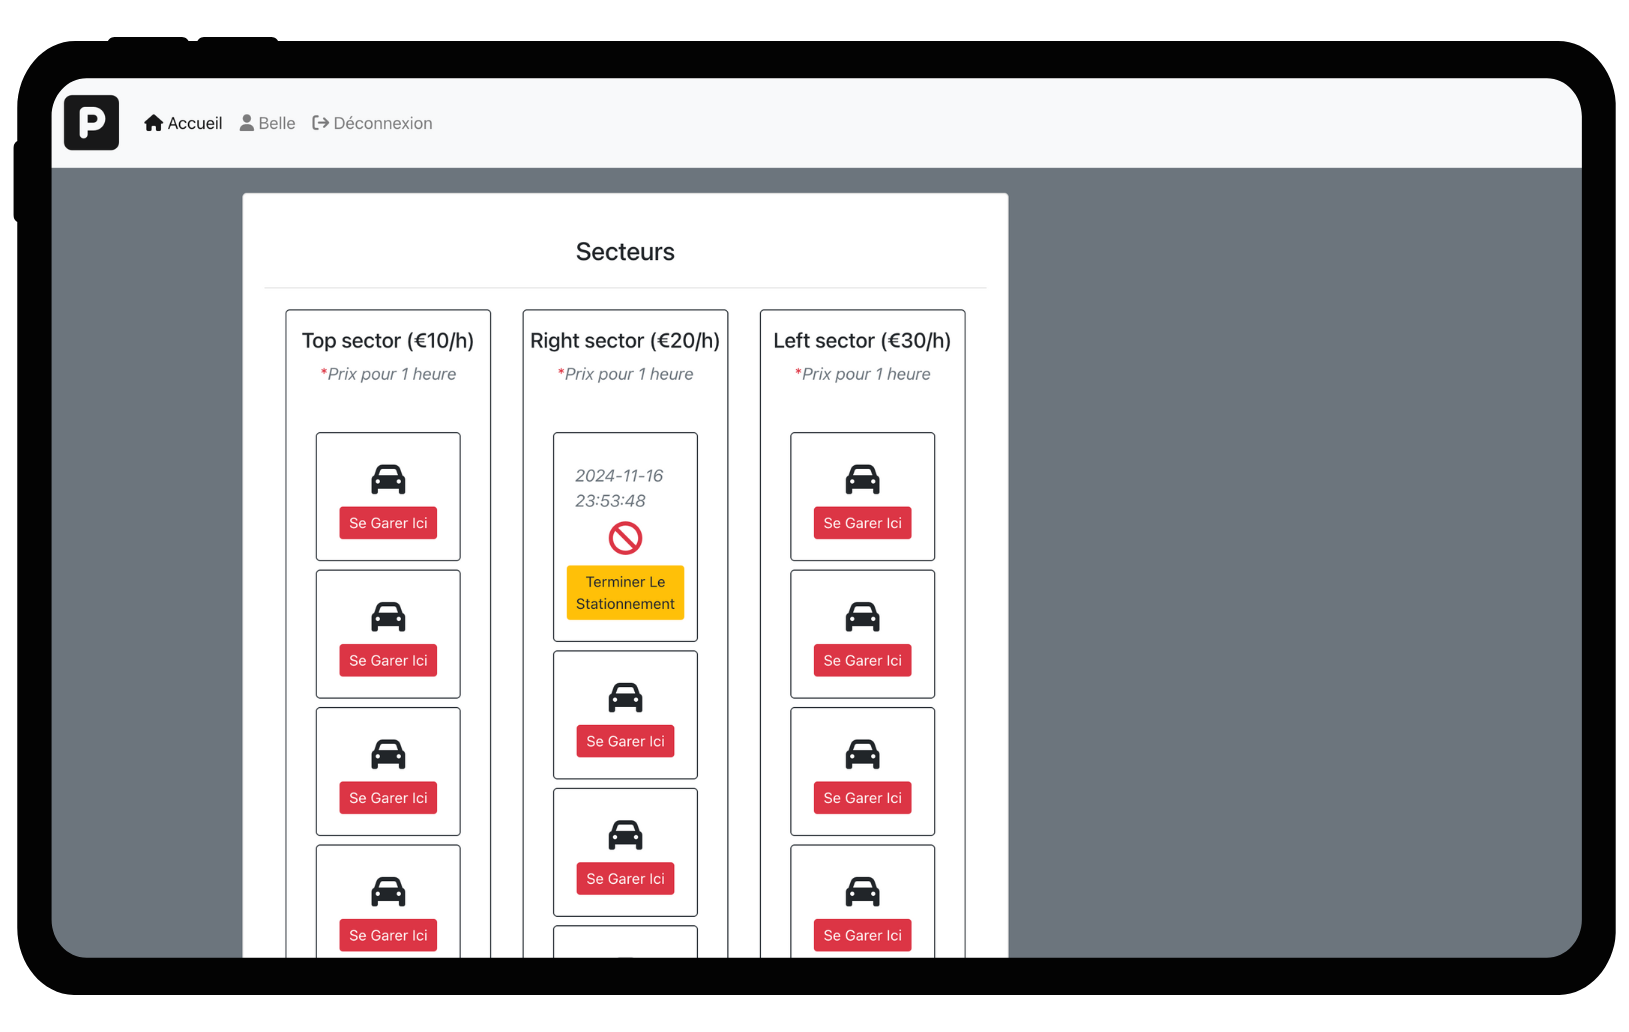 P
Accueil Belle Déconnexion
Secteurs
Top sector (€10/h)
*Prix pour 1 heure
Se Garer Ici
Se Garer Ici
Se Garer Ici
Se Garer Ici
Right sector (€20/h)
*Prix pour 1 heure
2024-11-16
23:53:48
Terminer Le
Stationnement
Se Garer Ici
Se Garer Ici
Left sector (€30/h)
*Prix pour 1 heure
Se Garer Ici
Se Garer Ici
Se Garer Ici
Se Garer Ici